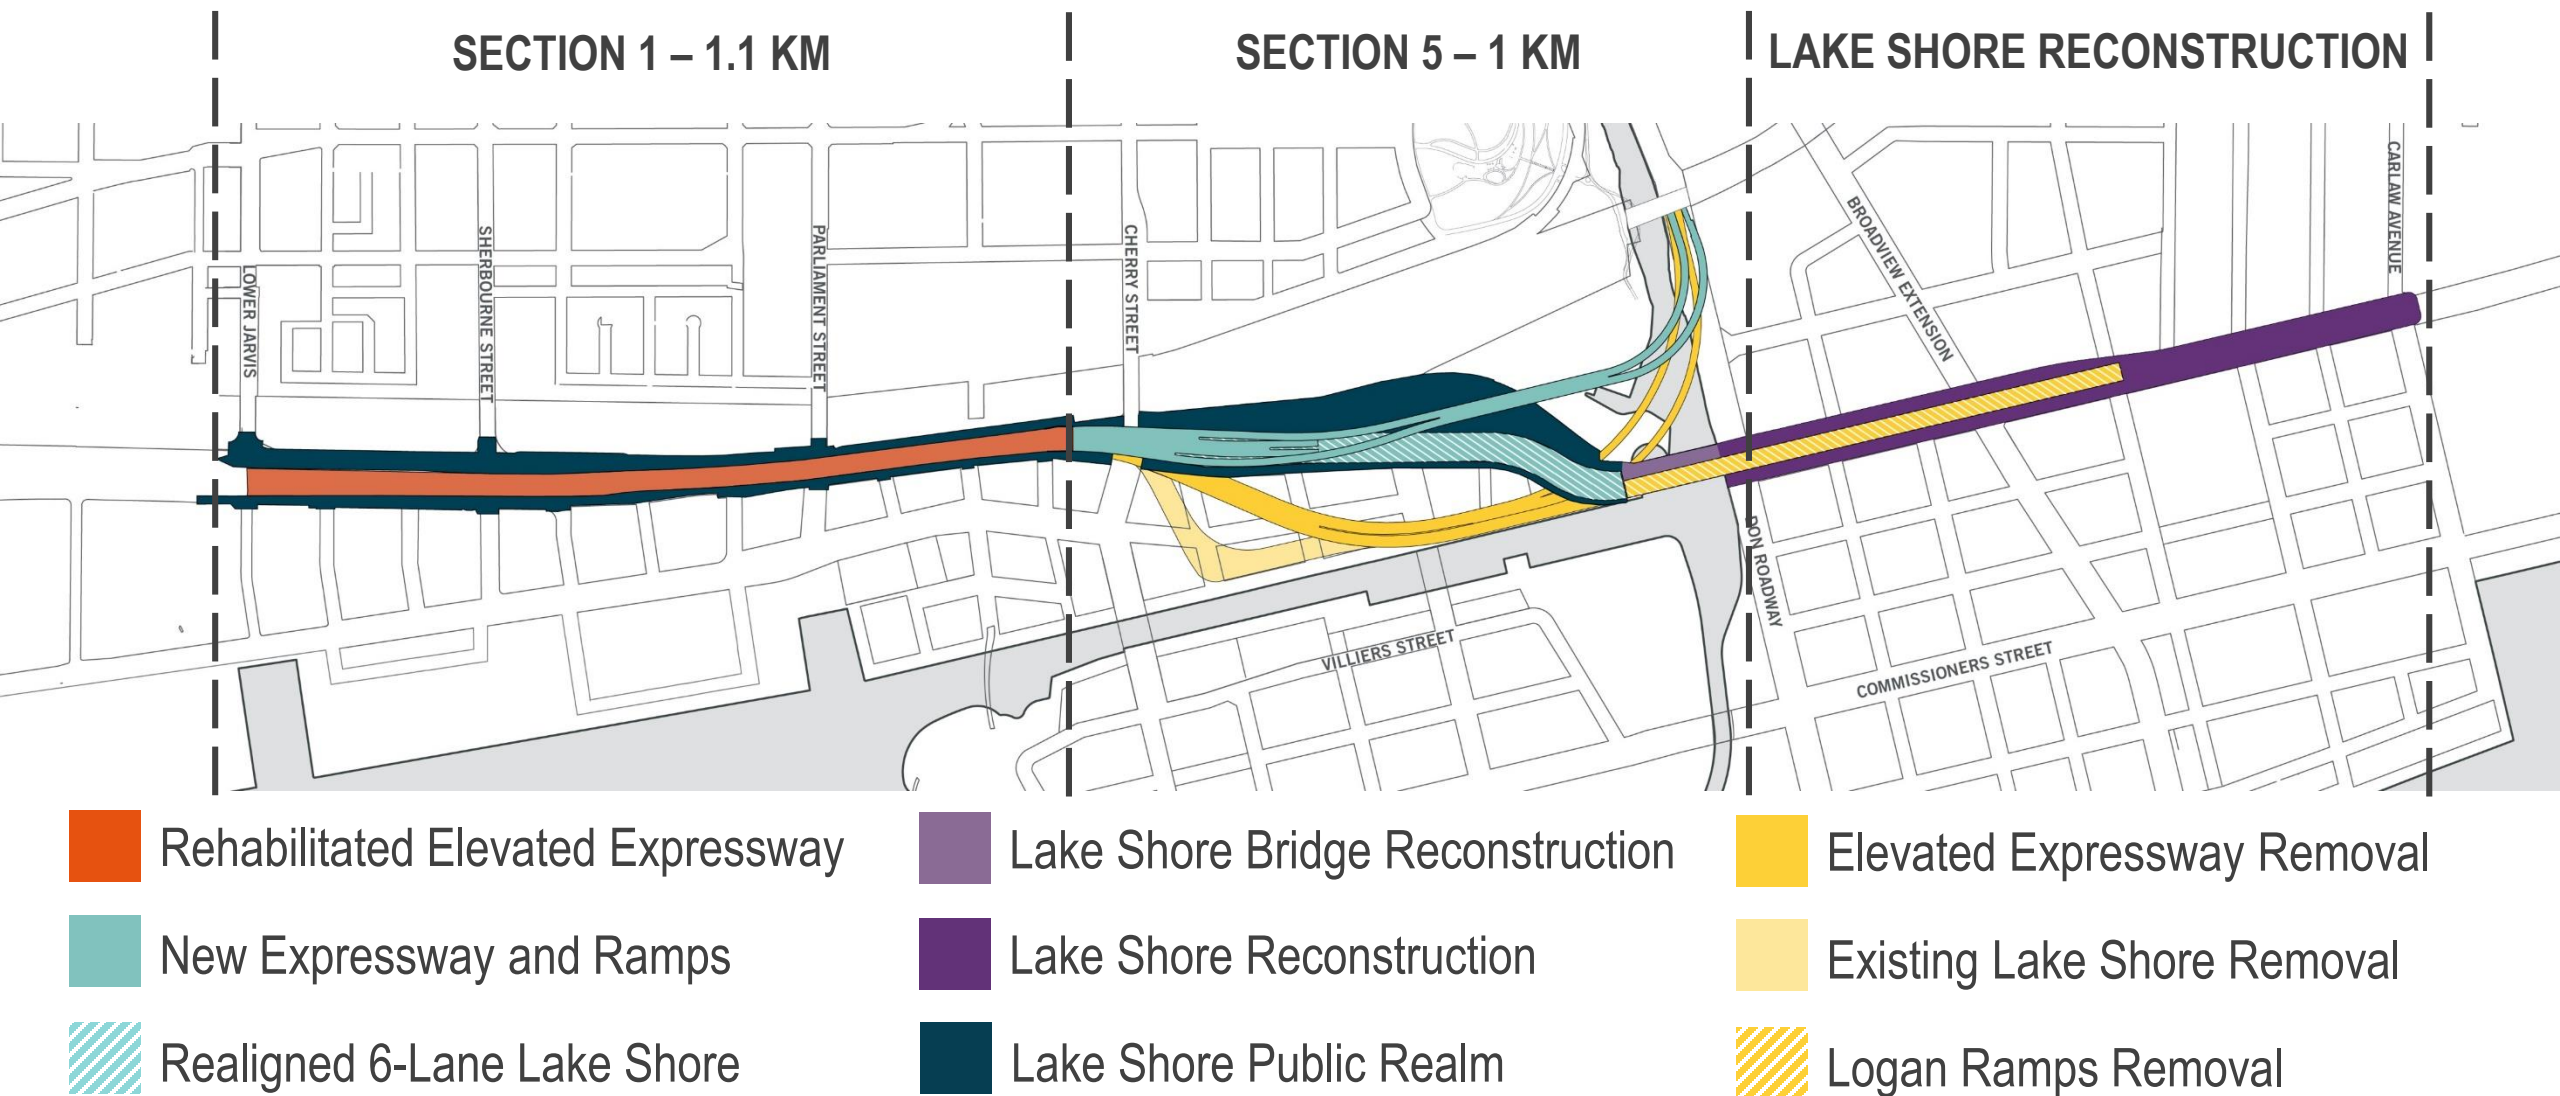 SECTION 1 – 1.1 KM
SECTION 5 – 1 KM
LAKE SHORE RECONSTRUCTION
LOWER JARVIS
SHERBOURNE STREET
PARLIAMENT STREET
CHERRY STREET
BROADVIEW EXTENSION
CARLAW AVENUE
DON ROADWAY
VILLIERS STREET
COMMISSIONERS STREET
Rehabilitated Elevated Expressway
New Expressway and Ramps
Realigned 6-Lane Lake Shore
Lake Shore Bridge Reconstruction
Lake Shore Reconstruction
Lake Shore Public Realm
Elevated Expressway Removal
Existing Lake Shore Removal
Logan Ramps Removal